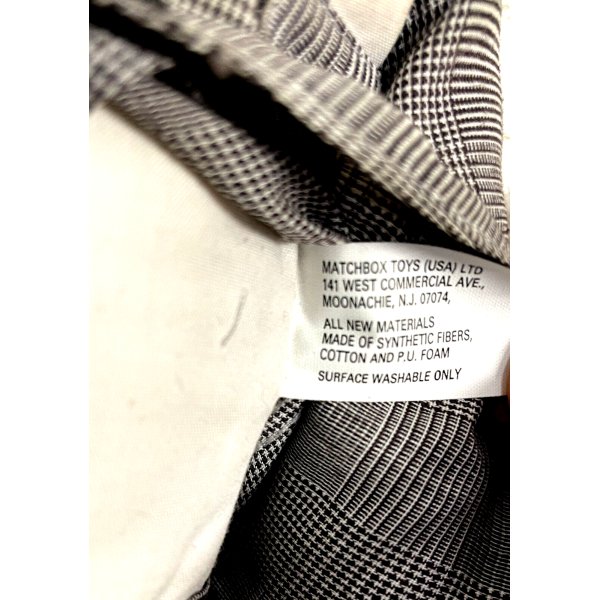 MATCHBOX TOYS (USA) LTD
141 WEST COMMERCIAL AVE.,
MOONACHIE, N.J. 07074,
ALL NEW MATERIALS
MADE OF SYNTHETIC FIBERS,
COTTON AND P.U. FOAM
SURFACE WASHABLE ONLY